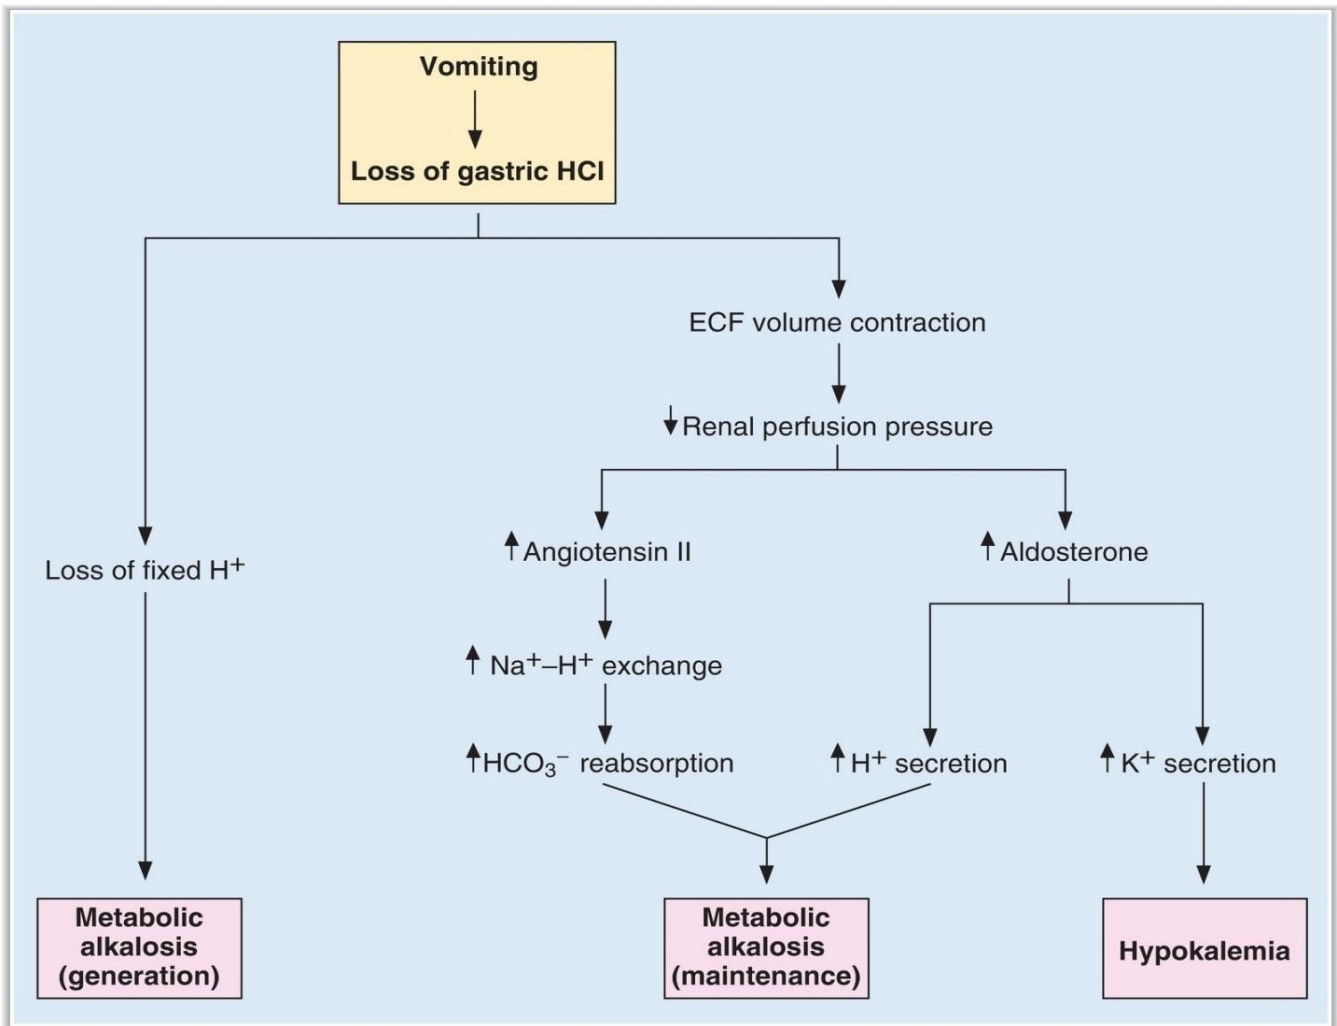 Vomiting
Loss of gastric HCl
ECF volume contraction
↓ Renal perfusion pressure
↑ Angiotensin II
↑ Aldosterone
Loss of fixed H⁺
↑ Na⁺–H⁺ exchange
↑ HCO₃⁻ reabsorption
↑ H⁺ secretion
↑ K⁺ secretion
Metabolic
alkalosis
(generation)
Metabolic
alkalosis
(maintenance)
Hypokalemia